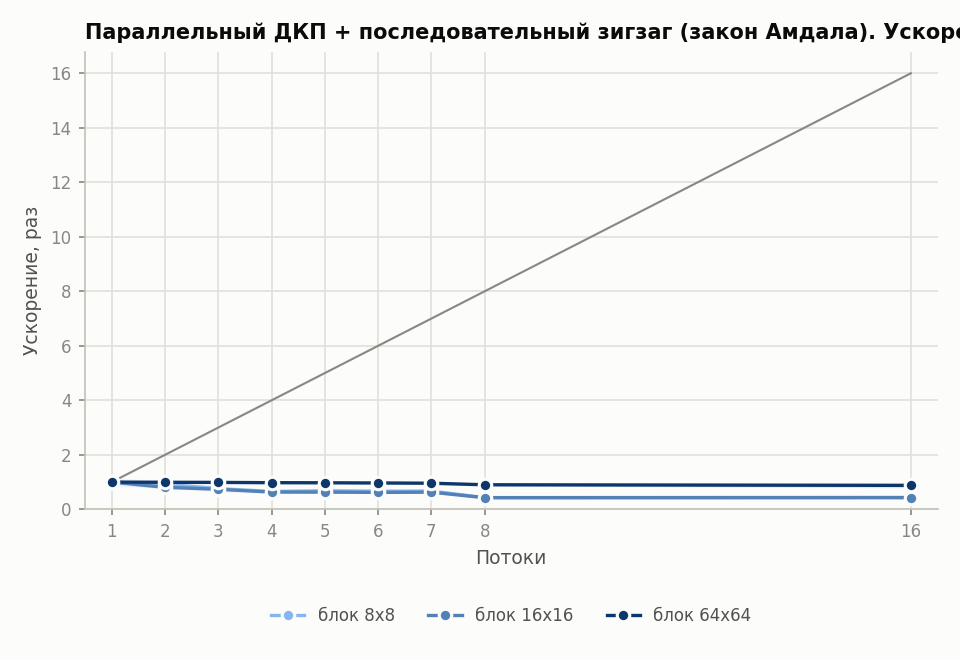 Параллельный ДКП + последовательный зигзаг (закон Амдала). Ускоре
Ускорение, раз
16
14
12
10
8
6
4
2
0
1 2 3 4 5 6 7 8 16
Потоки
блок 8x8 блок 16x16 блок 64x64